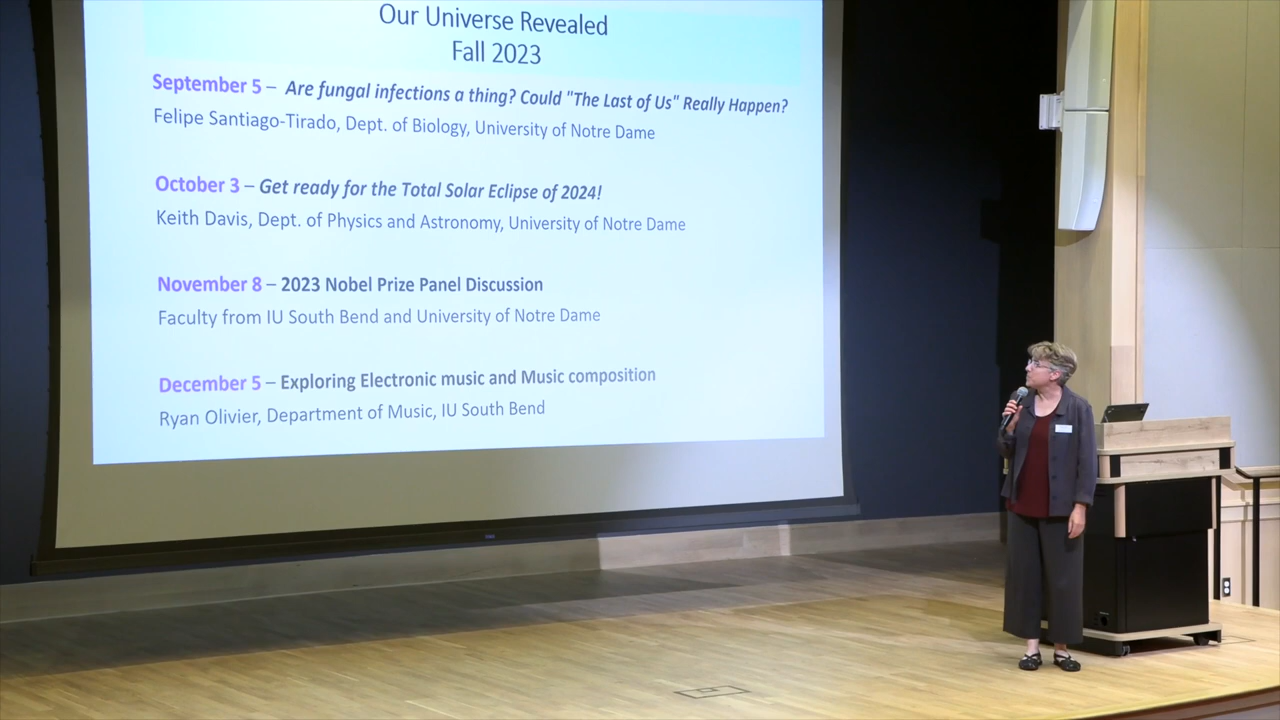 Our Universe Revealed
Fall 2023
September 5 – Are fungal infections a thing? Could "The Last of Us" Really Happen?
Felipe Santiago-Tirado, Dept. of Biology, University of Notre Dame
October 3 – Get ready for the Total Solar Eclipse of 2024!
Keith Davis, Dept. of Physics and Astronomy, University of Notre Dame
November 8 – 2023 Nobel Prize Panel Discussion
Faculty from IU South Bend and University of Notre Dame
December 5 – Exploring Electronic music and Music composition
Ryan Olivier, Department of Music, IU South Bend